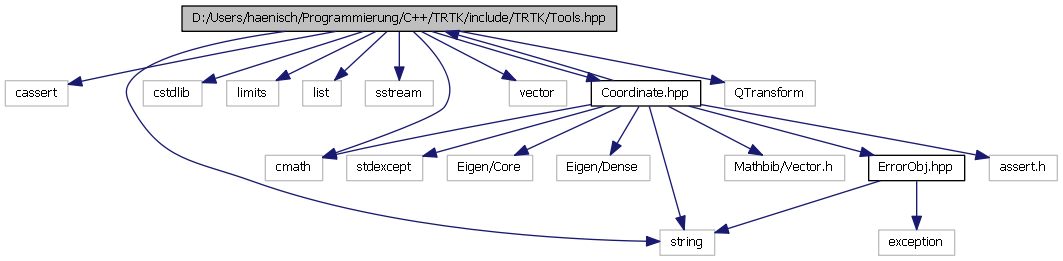 D:/Users/haenisch/Programmierung/C++/TRTK/include/TRTK/Tools.hpp
cassert
cstdlib
limits
list
sstream
vector
Coordinate.hpp
QTransform
cmath
stdexcept
Eigen/Core
Eigen/Dense
Mathbib/Vector.h
ErrorObj.hpp
assert.h
string
exception